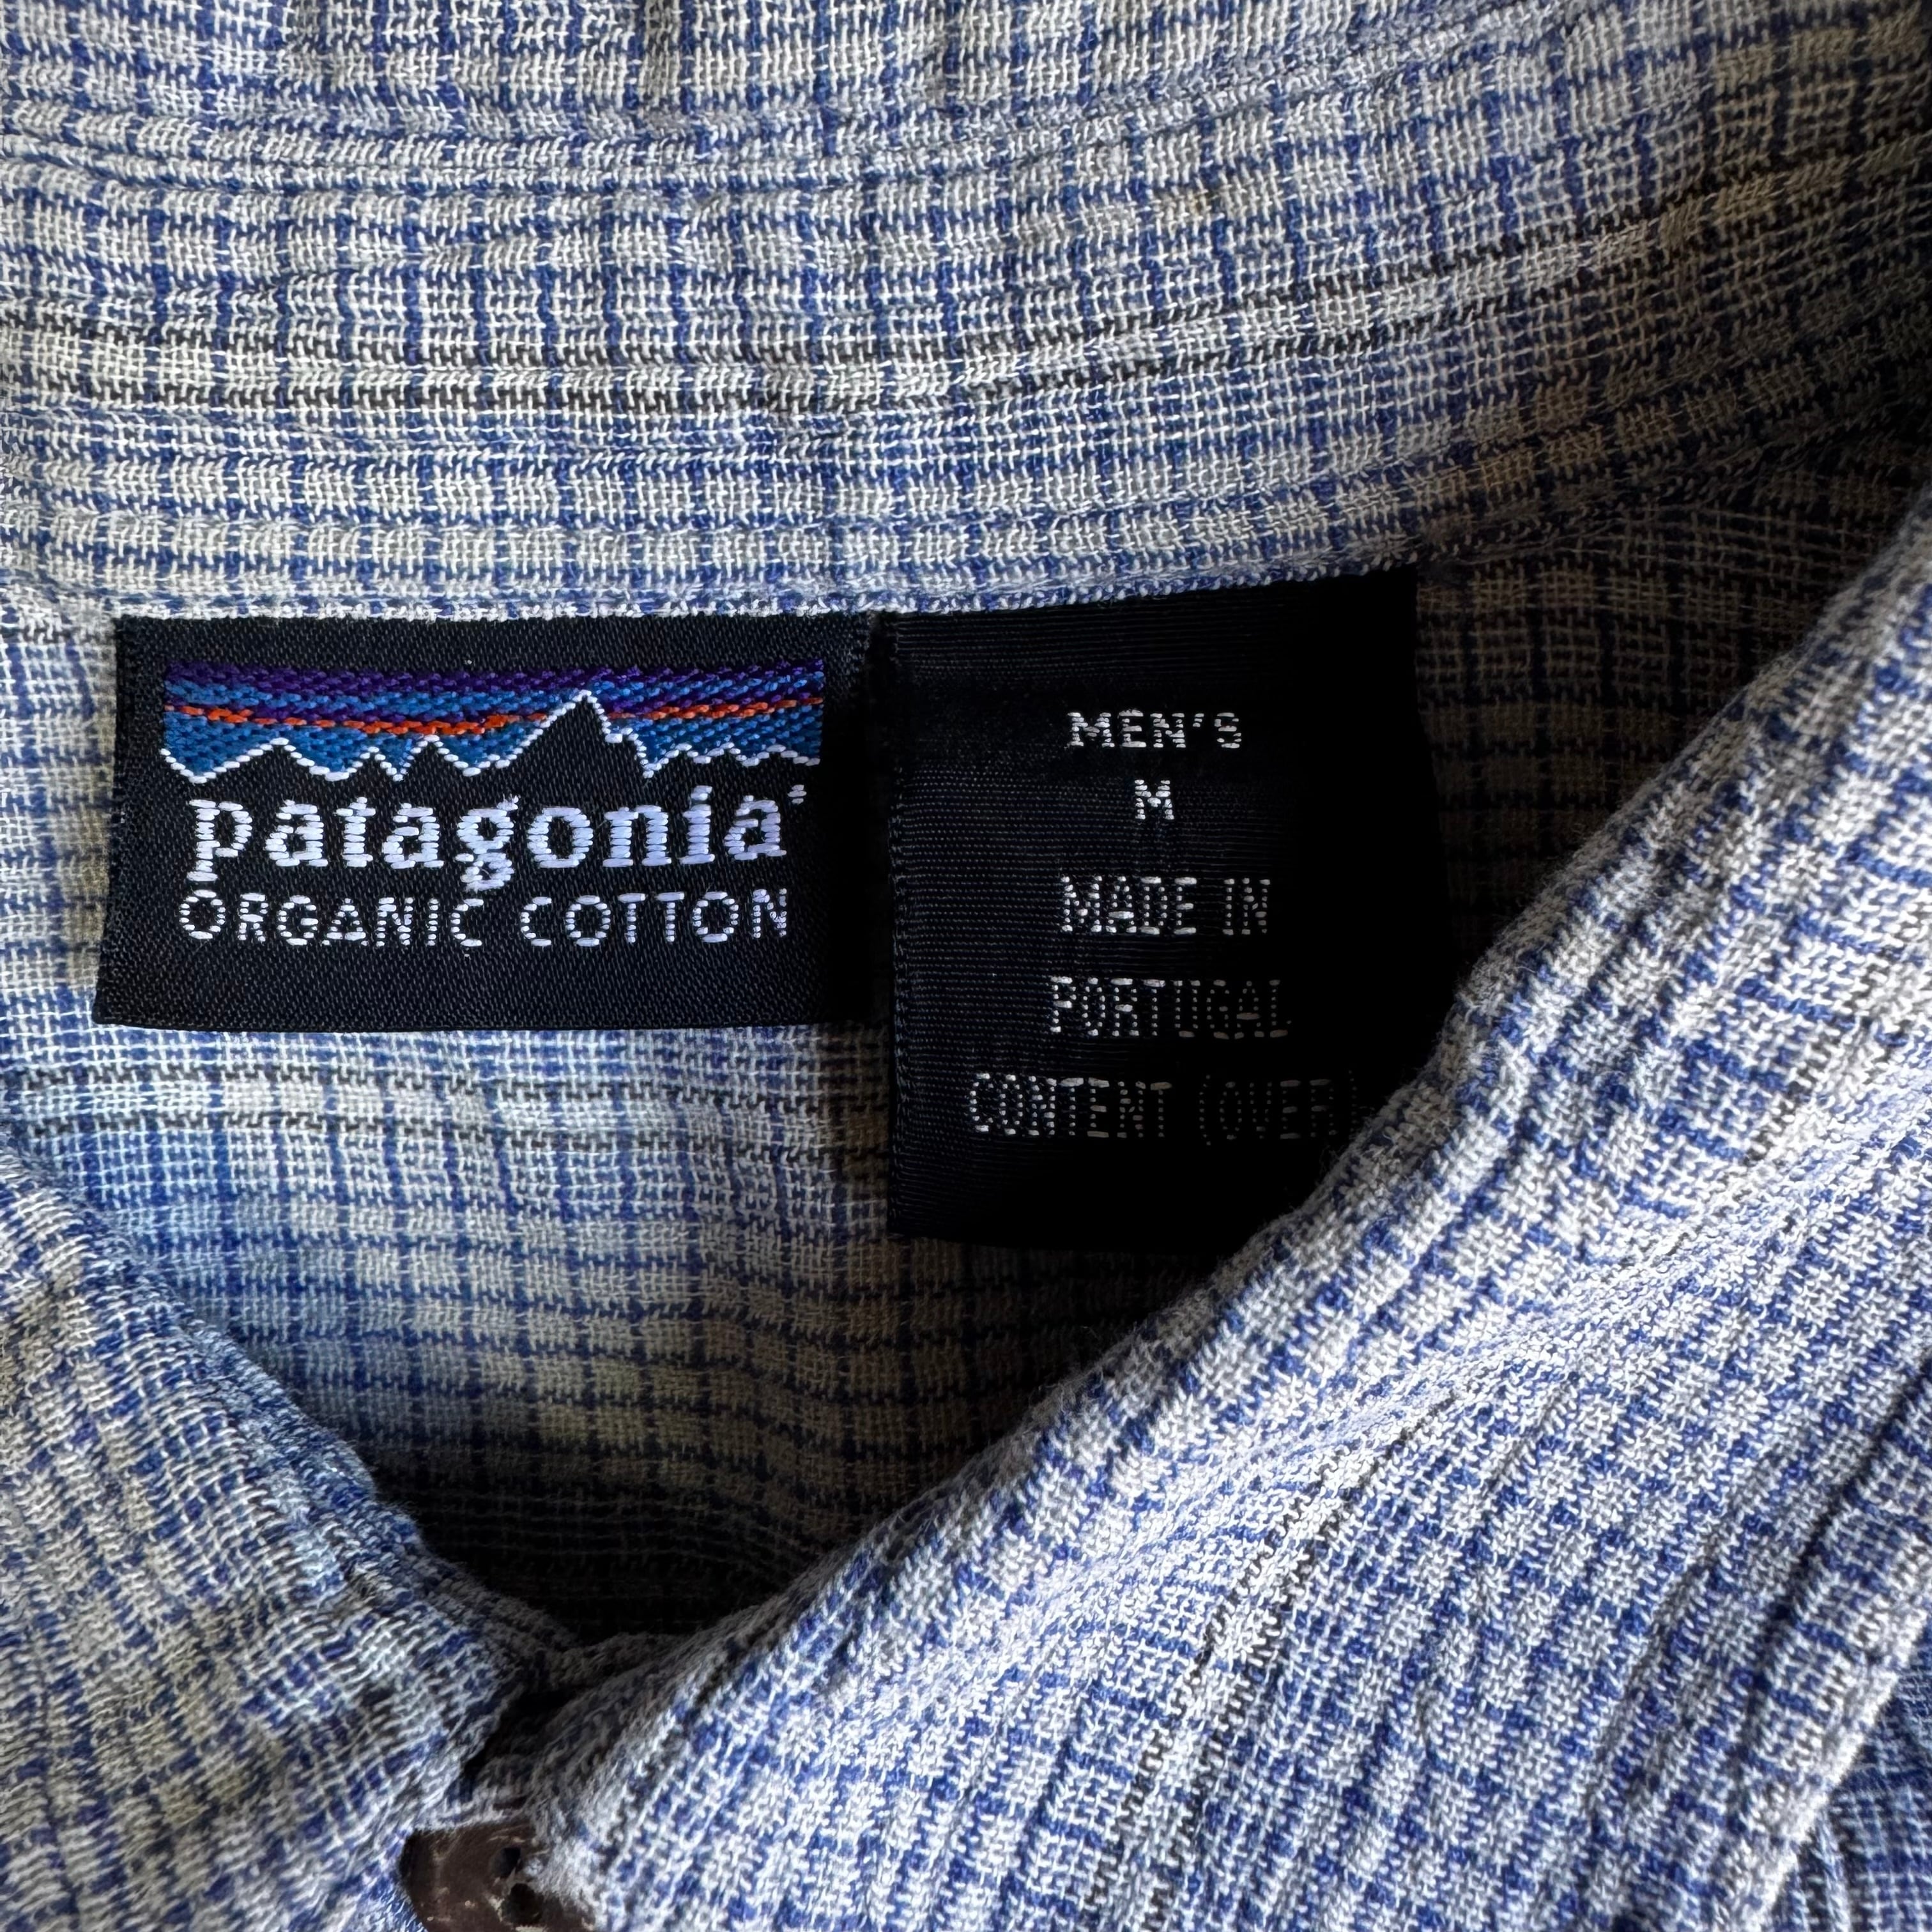 patagonia®
ORGANIC COTTON
MEN'S
M
MADE IN
PORTUGAL
CONTENT (OVER)